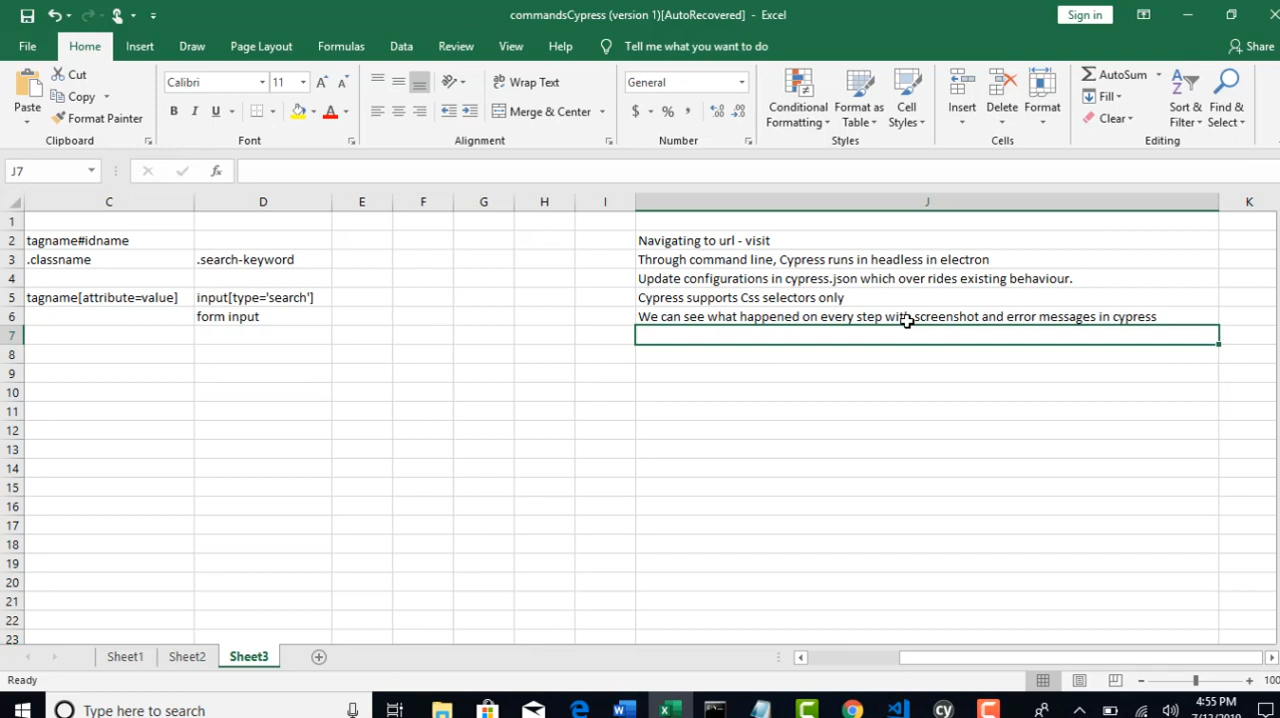 commandsCypress (version 1)[AutoRecovered] - Excel
Sign in
File Home Insert Draw Page Layout Formulas Data Review View Help Tell me what you want to do Share
Paste Cut Copy Format Painter
Calibri 11
B I U
Wrap Text
Merge & Center
General
$ % ,
Conditional Formatting Format as Table Cell Styles
Insert Delete Format
AutoSum
Fill
Clear
Sort & Filter Find & Select
Clipboard Font Alignment Number Styles Cells Editing
J7 fx
C D E F G H I J K
1
2 tagname#idname Navigating to url - visit
3 .classname .search-keyword Through command line, Cypress runs in headless in electron
4 Update configurations in cypress.json which over rides existing behaviour.
5 tagname[attribute=value] input[type='search'] Cypress supports Css selectors only
6 form input We can see what happened on every step with screenshot and error messages in cypress
7
8
9
10
11
12
13
14
15
16
17
18
19
20
21
22
23
Sheet1 Sheet2 Sheet3
Ready 100
Type here to search
4:55 PM